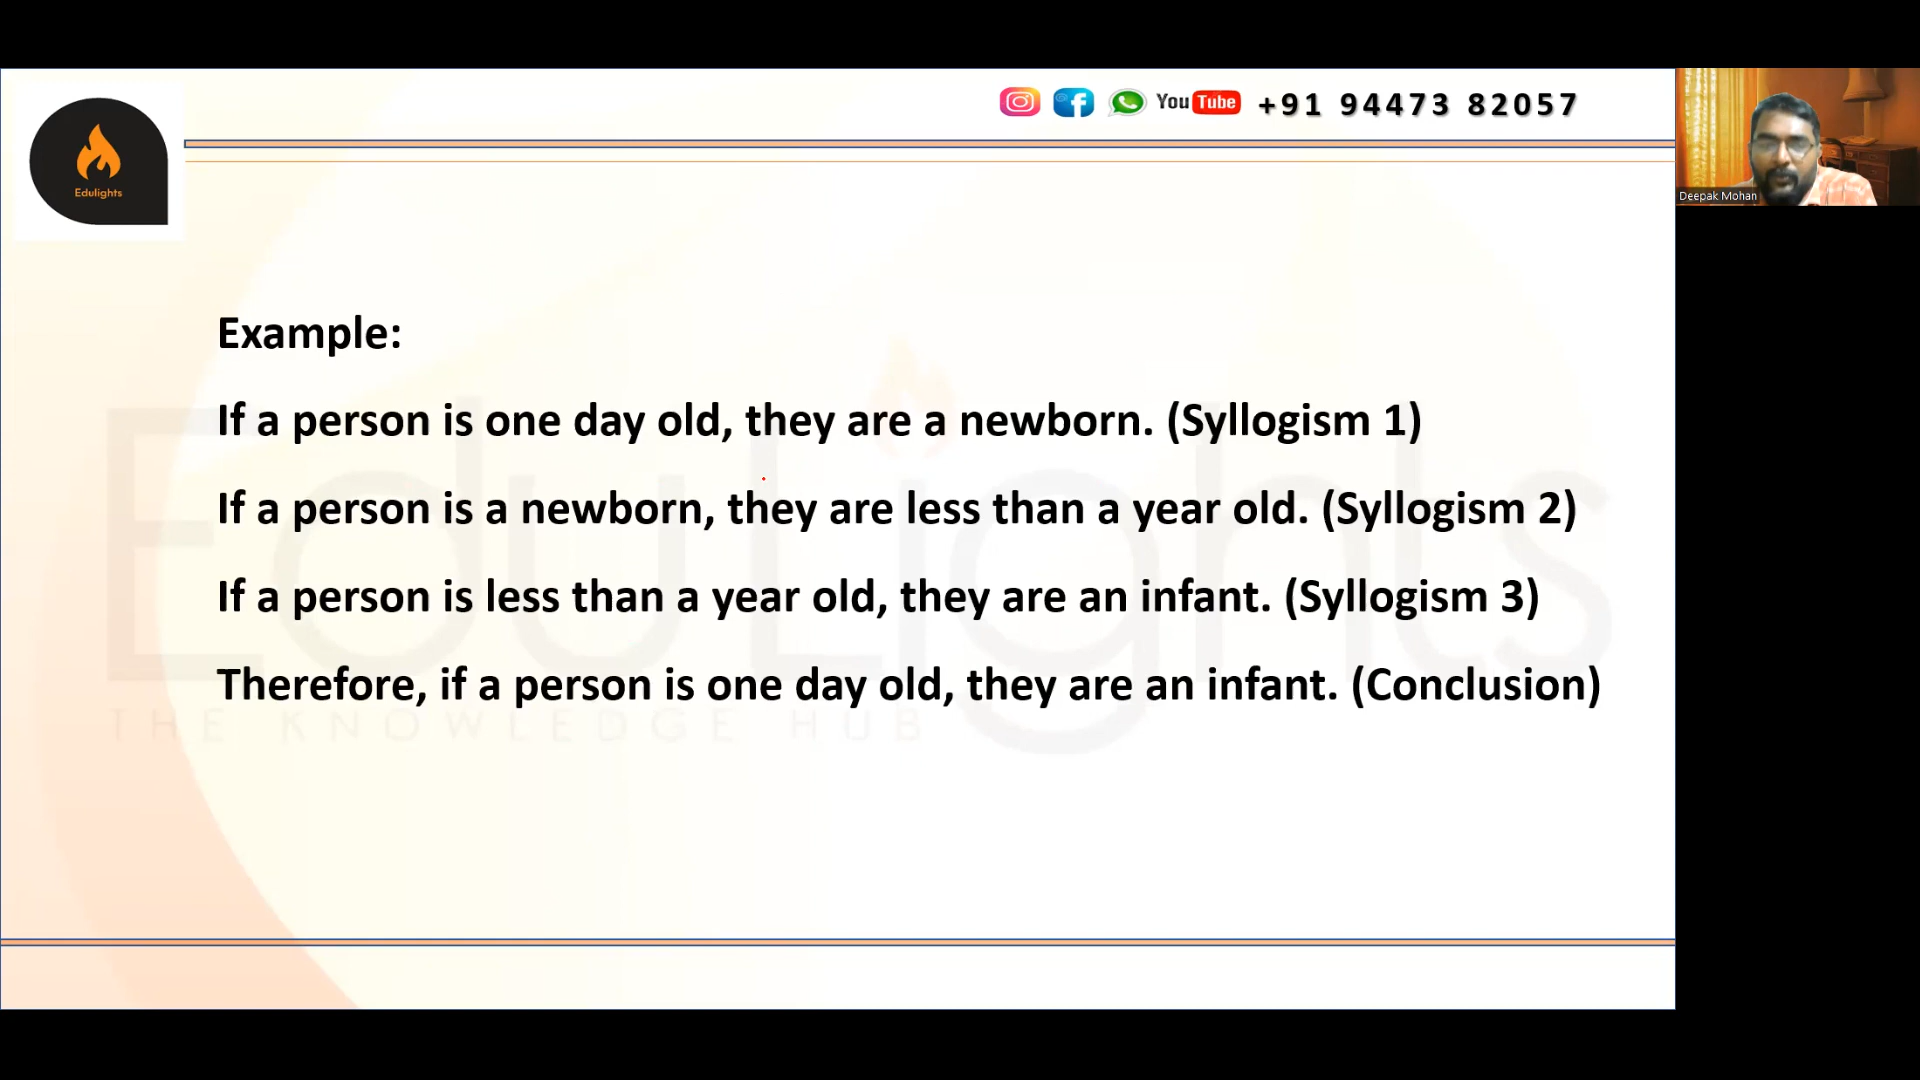 Edulights
You Tube +91 94473 82057
Deepak Mohan
Example:
If a person is one day old, they are a newborn. (Syllogism 1)
If a person is a newborn, they are less than a year old. (Syllogism 2)
If a person is less than a year old, they are an infant. (Syllogism 3)
Therefore, if a person is one day old, they are an infant. (Conclusion)
EduLights
THE KNOWLEDGE HUB